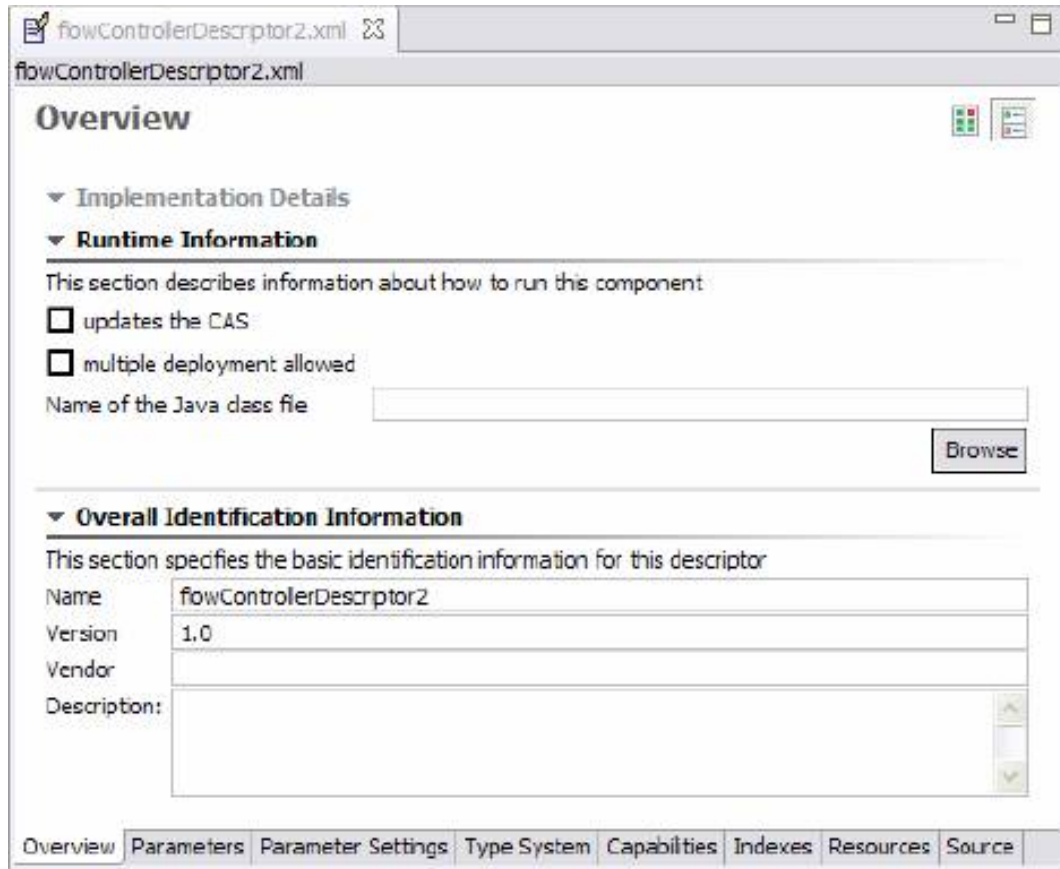 flowControllerDescriptor2.xml
flowControllerDescriptor2.xml
Overview
Implementation Details
Runtime Information
This section describes information about how to run this component
updates the CAS
multiple deployment allowed
Name of the Java class file
Browse
Overall Identification Information
This section specifies the basic identification information for this descriptor
Name flowControllerDescriptor2
Version 1.0
Vendor
Description:
Overview Parameters Parameter Settings Type System Capabilities Indexes Resources Source